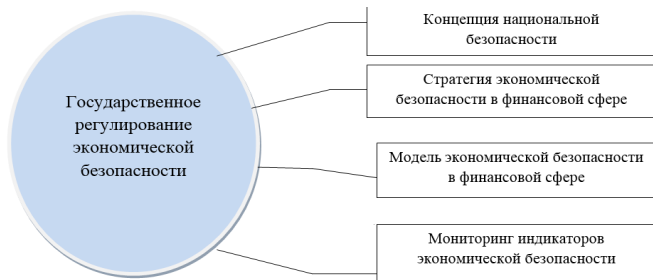 Государственное
регулирование
экономической
безопасности
Концепция национальной
безопасности
Стратегия экономической
безопасности в финансовой сфере
Модель экономической безопасности
в финансовой сфере
Мониторинг индикаторов
экономической безопасности